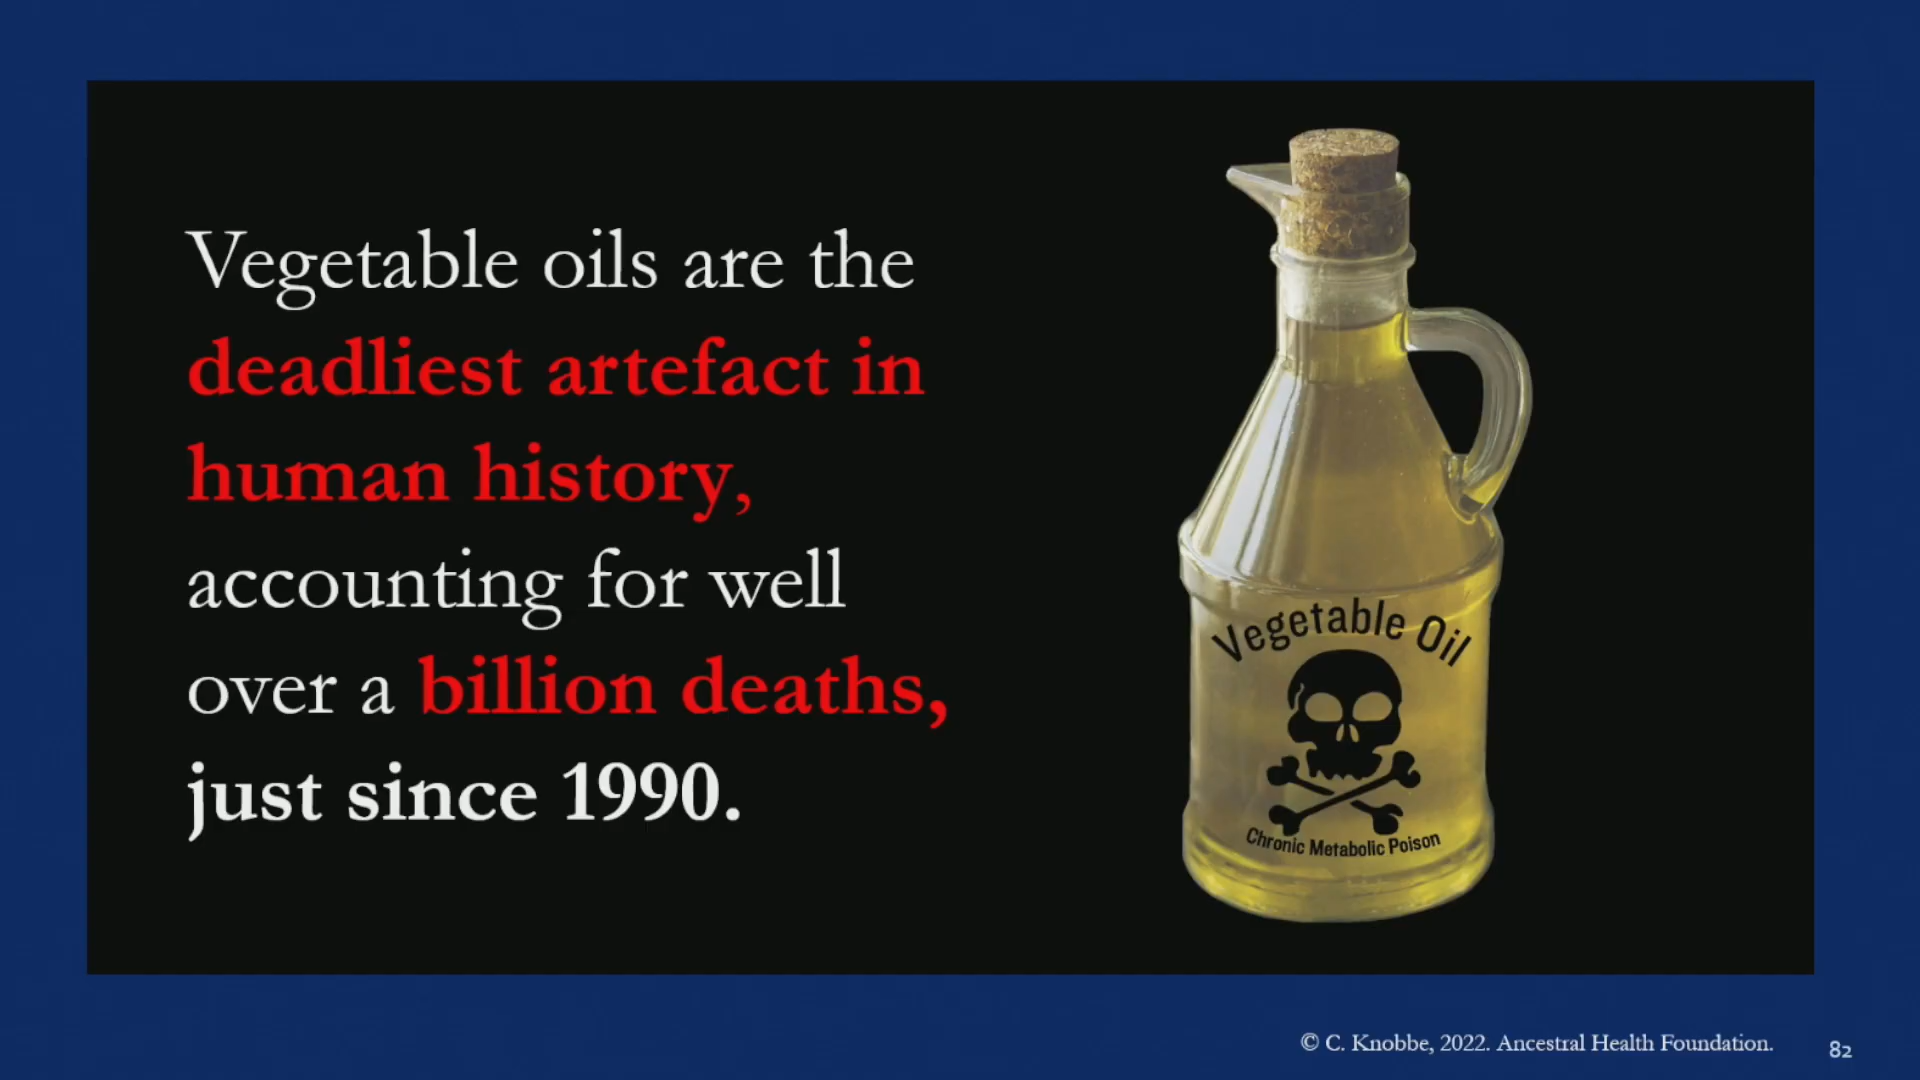 Vegetable oils are the
deadliest artefact in
human history,
accounting for well
over a billion deaths,
just since 1990.
Vegetable Oil
Chronic Metabolic Poison
© C. Knobbe, 2022. Ancestral Health Foundation.
82